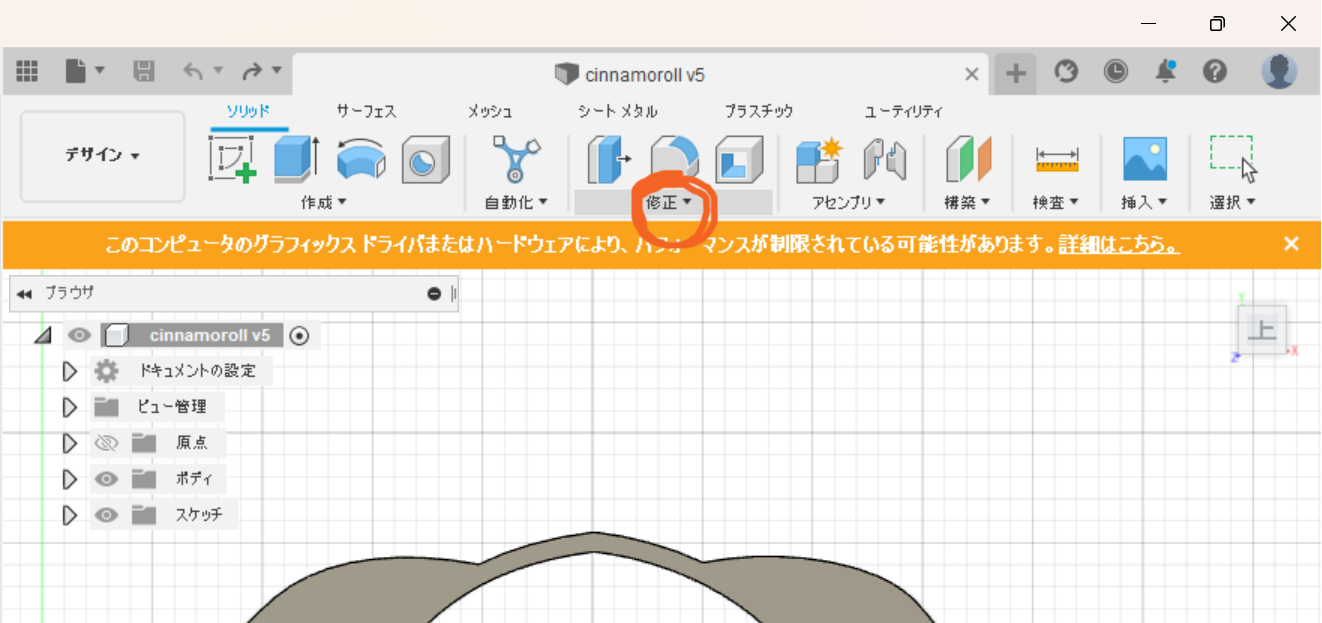 cinnamoroll v5
ソリッド サーフェス メッシュ シート メタル プラスチック ユーティリティ
デザイン
作成 自動化 修正 アセンブリ 構築 検査 挿入 選択
このコンピュータのグラフィックス ドライバまたはハードウェアにより、パフォーマンスが制限されている可能性があります。詳細はこちら。
ブラウザ
cinnamoroll v5
ドキュメントの設定
ビュー管理
原点
ボディ
スケッチ
上
Y
X
Z